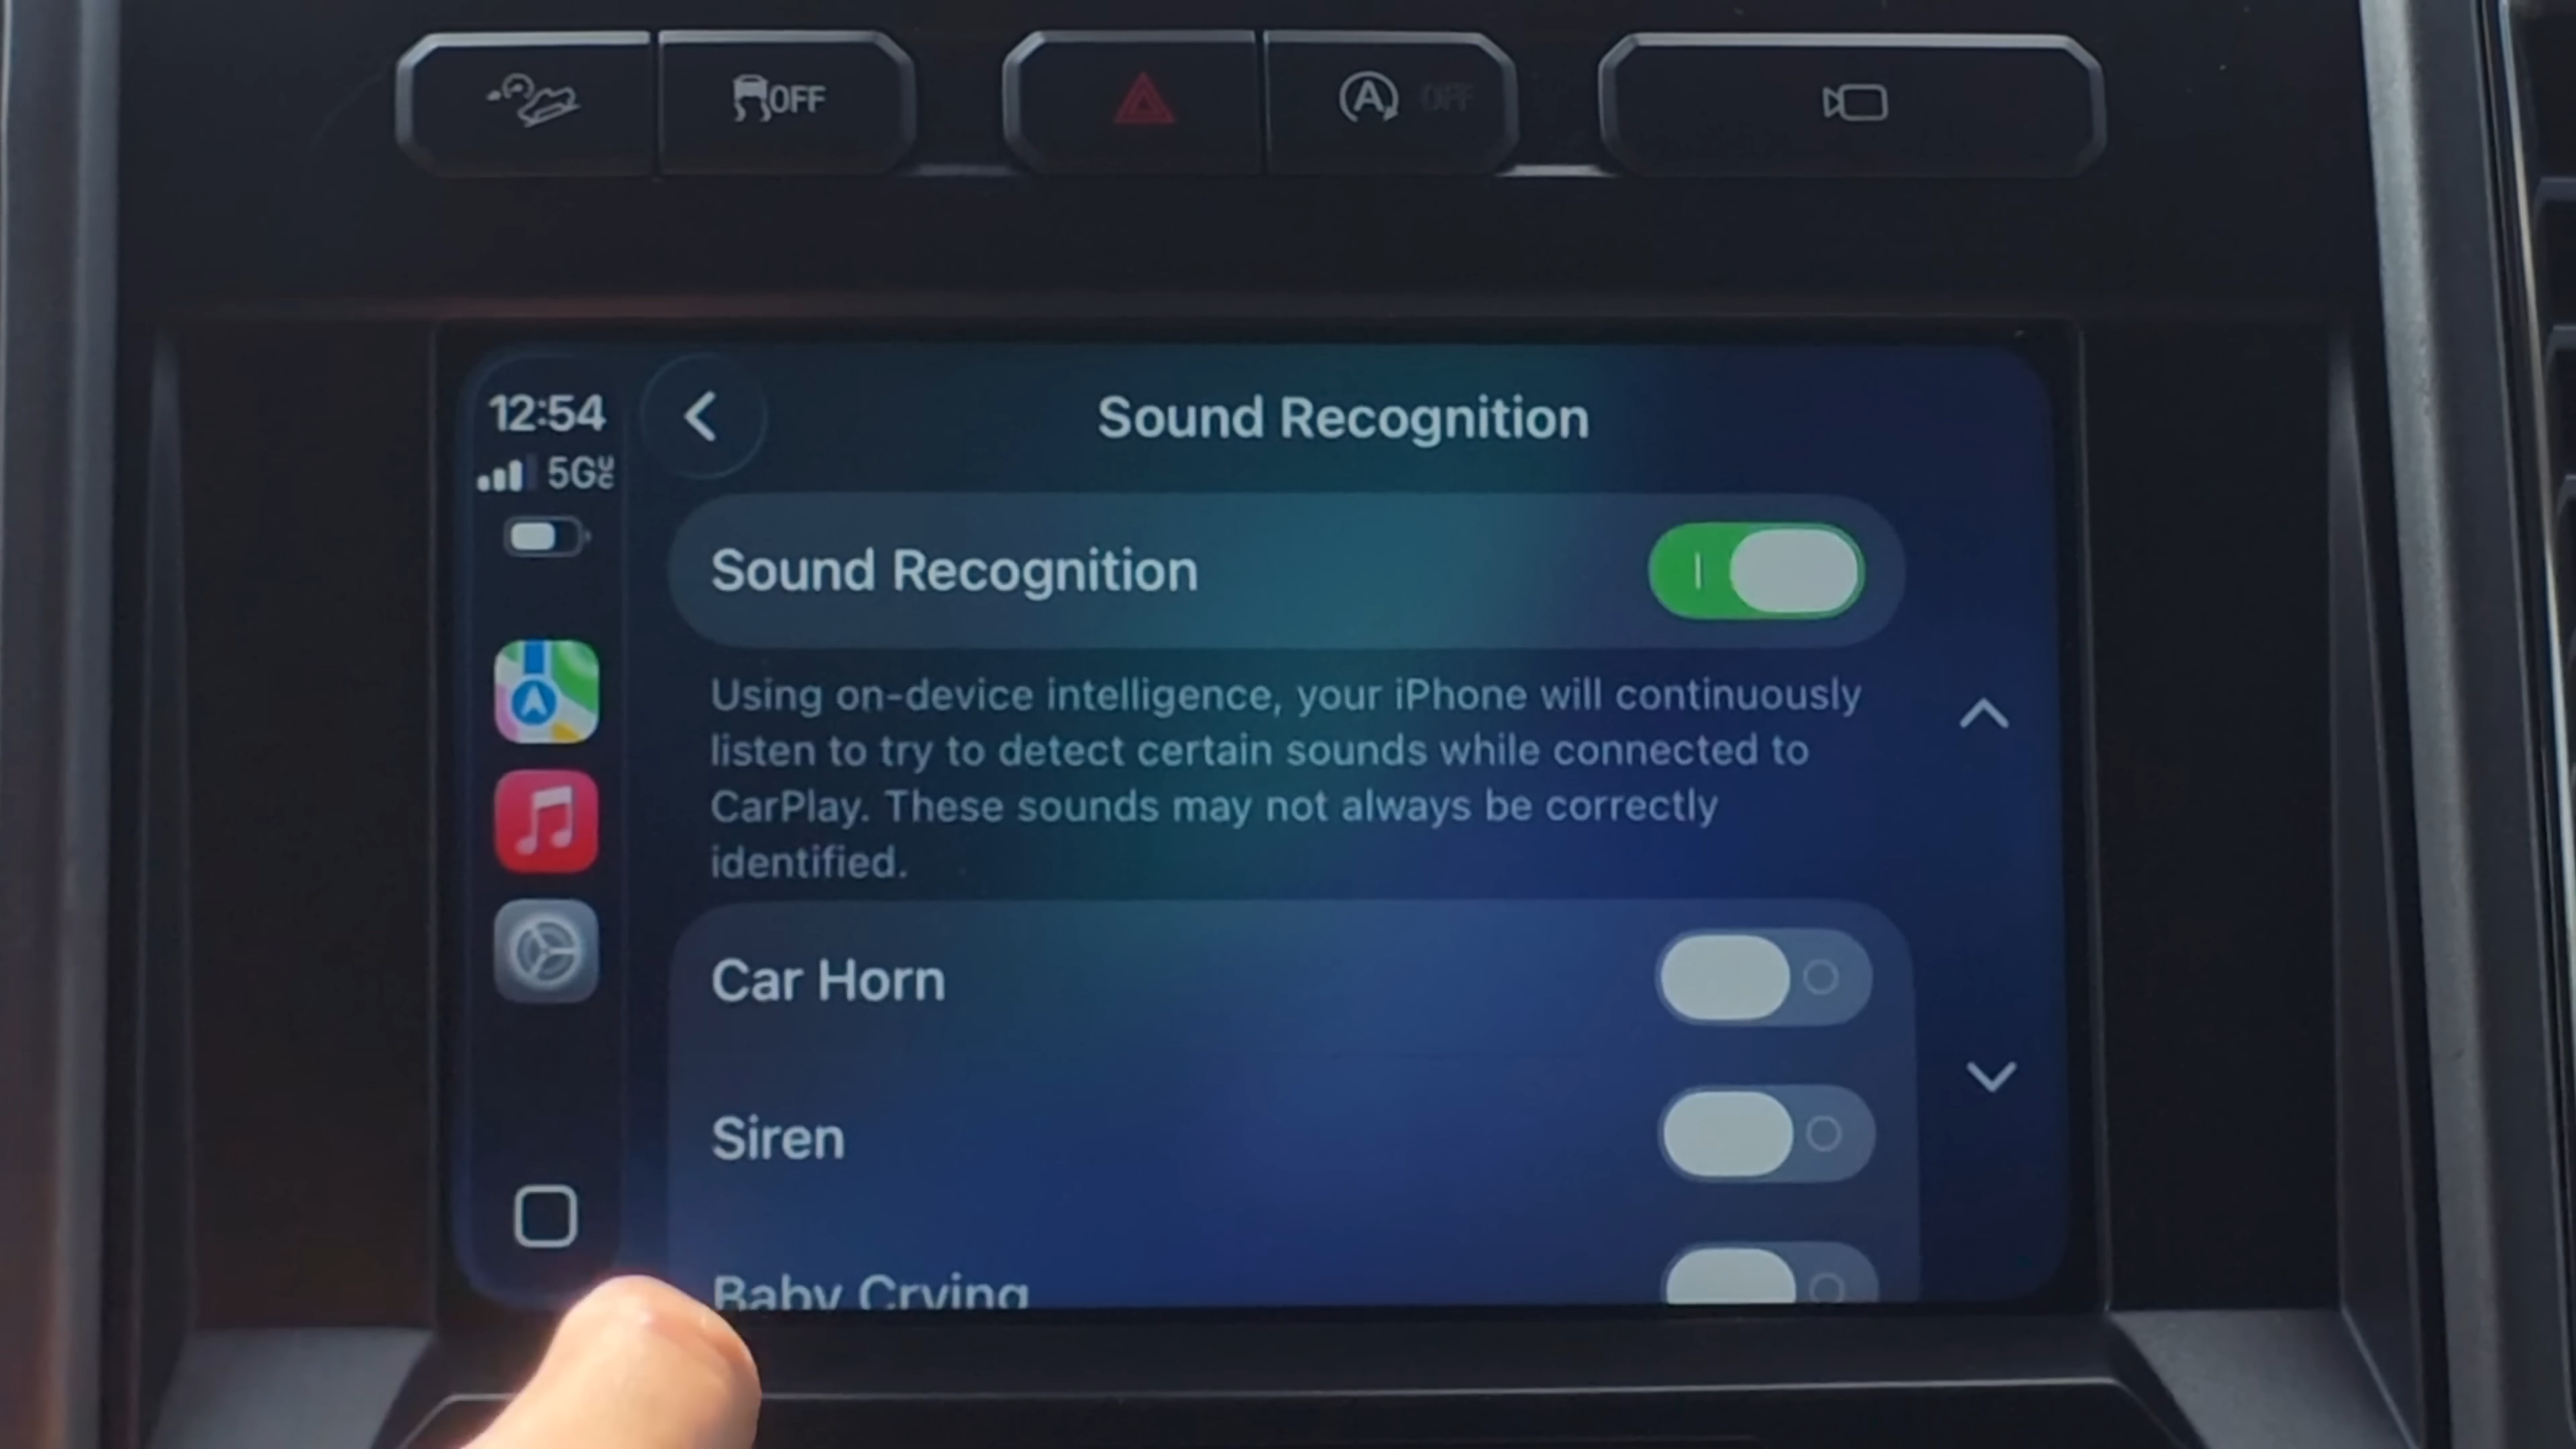 OFF
A OFF
12:54
5GUC
Sound Recognition
Sound Recognition
Using on-device intelligence, your iPhone will continuously
listen to try to detect certain sounds while connected to
CarPlay. These sounds may not always be correctly
identified.
Car Horn
Siren
Baby Crying